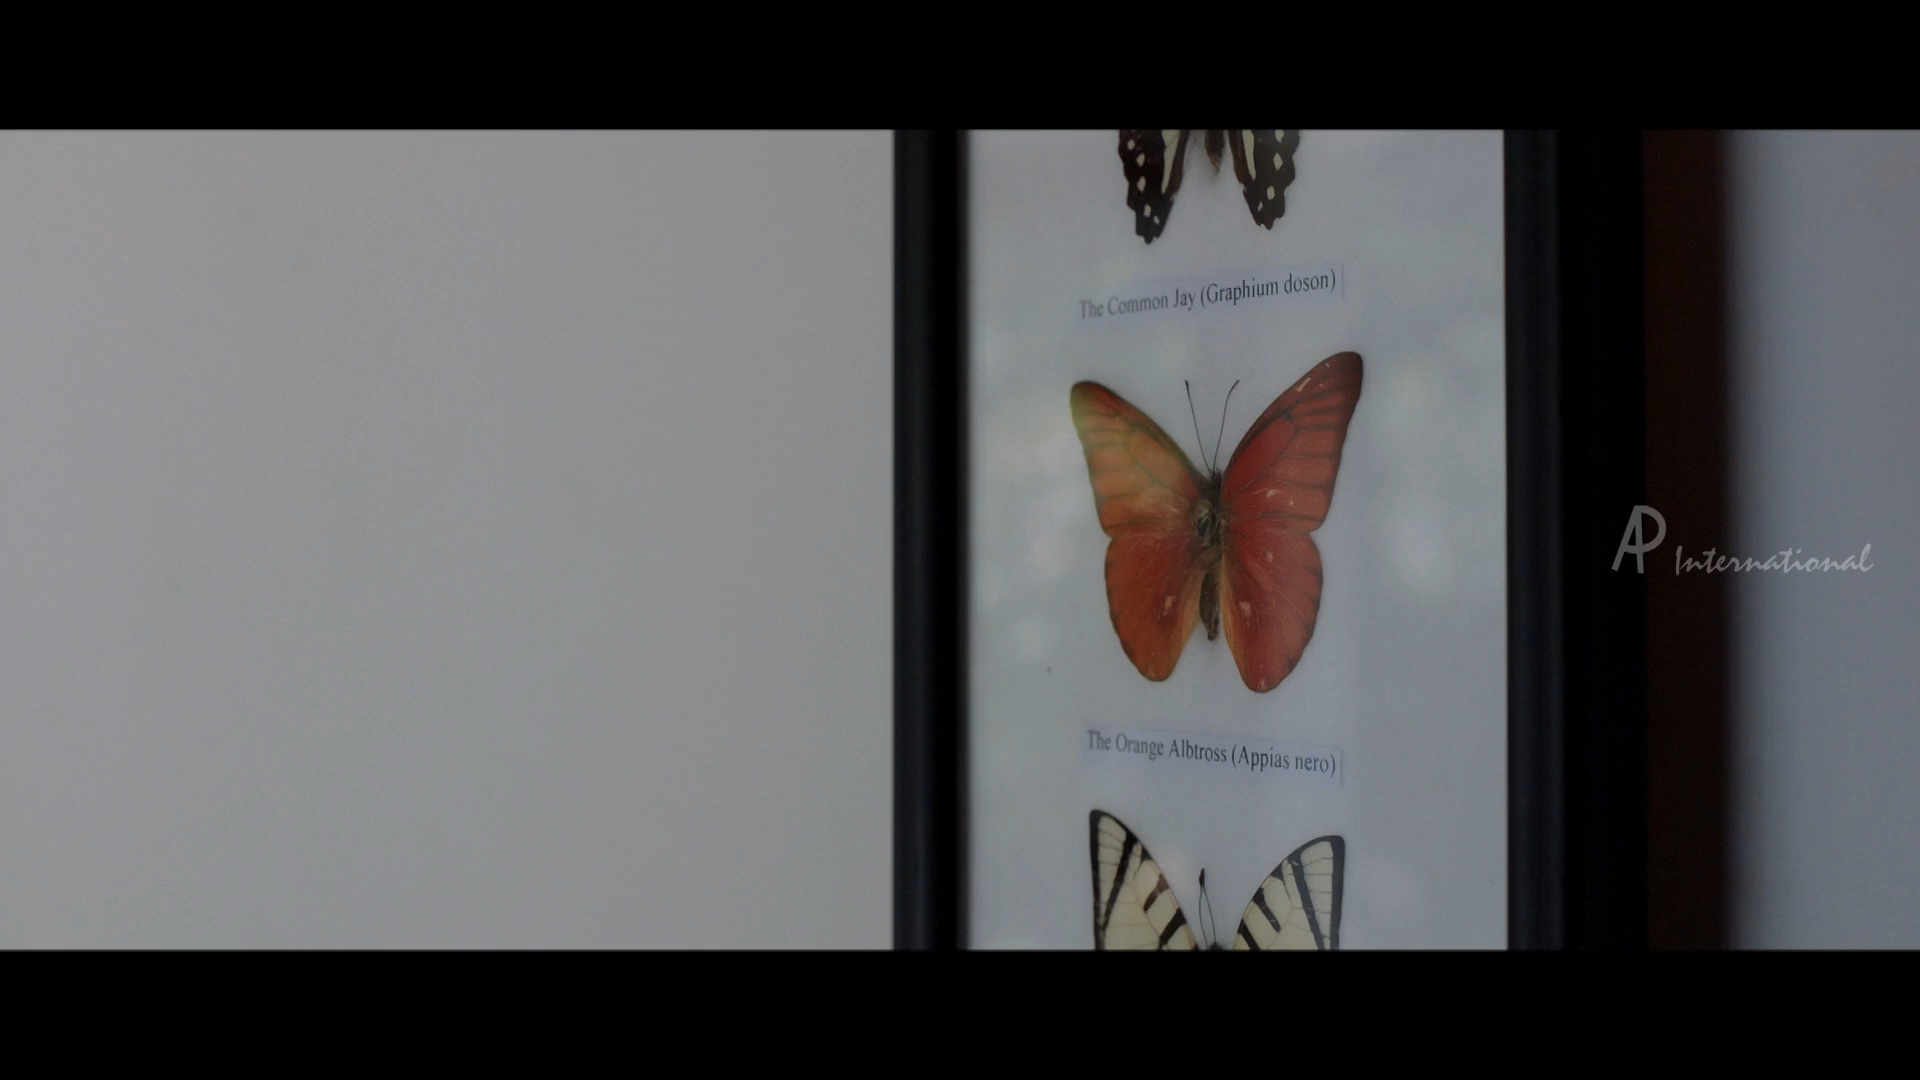 The Common Jay (Graphium doson)
AP International
The Orange Albtross (Appias nero)